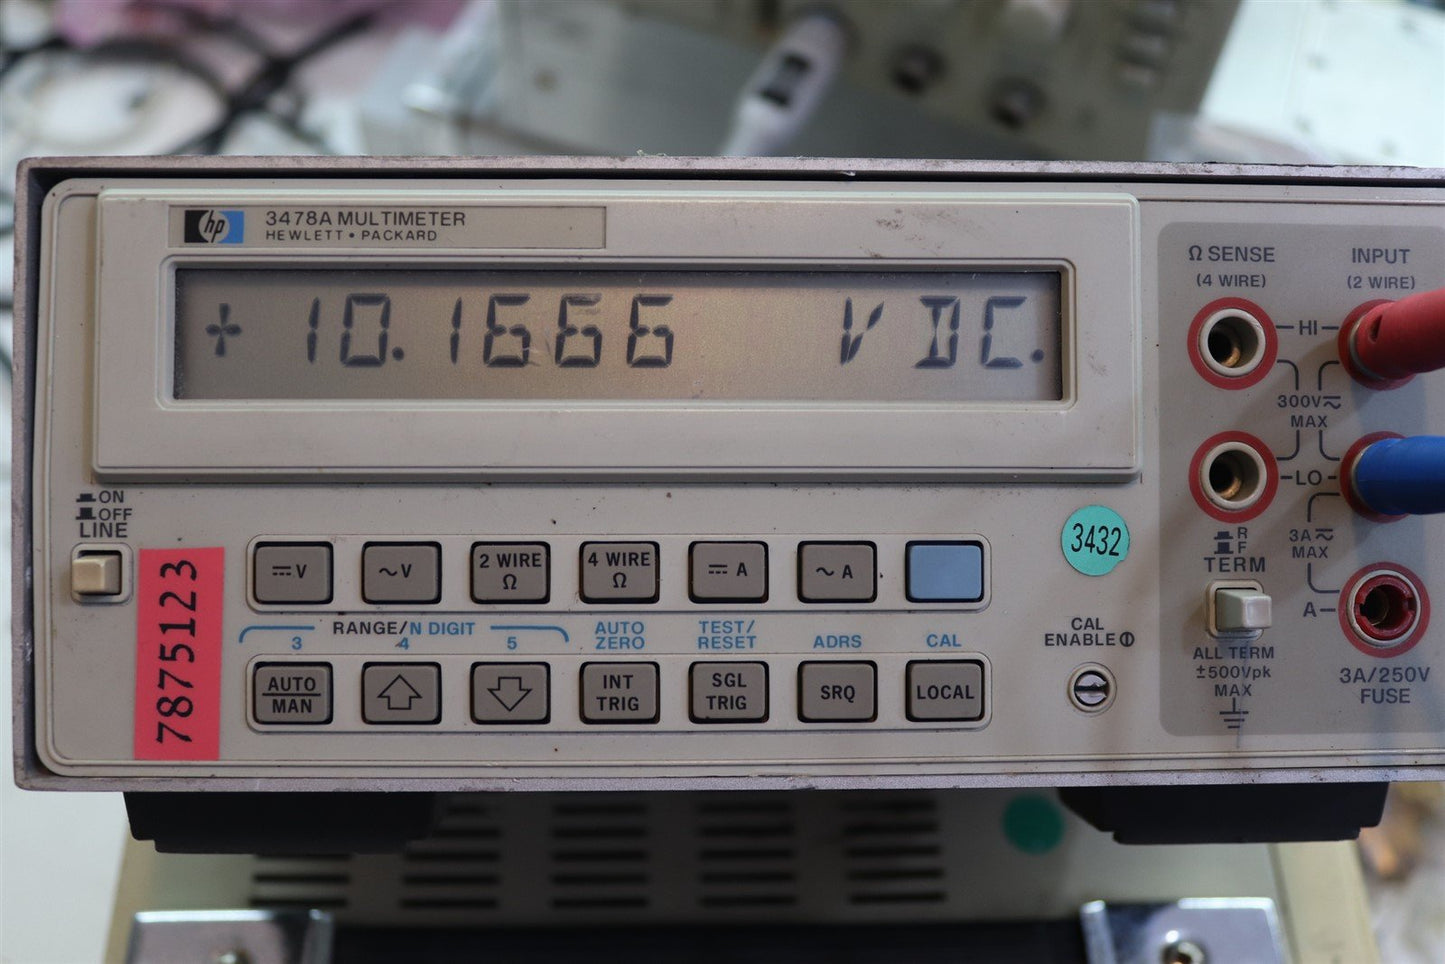 hp
3478A MULTIMETER
HEWLETT • PACKARD
+ 10.1666 V DC.
Ω SENSE
(4 WIRE)
INPUT
(2 WIRE)
HI
300V
MAX
LO
3A
MAX
A
3A/250V
FUSE
R
F
TERM
ALL TERM
±500Vpk
MAX
ON
OFF
LINE
7875123
⎓V
~V
2 WIRE
Ω
4 WIRE
Ω
⎓ A
~ A
3432
RANGE/N DIGIT
3
4
5
AUTO
ZERO
TEST/
RESET
ADRS
CAL
AUTO
MAN
INT
TRIG
SGL
TRIG
SRQ
LOCAL
CAL
ENABLE